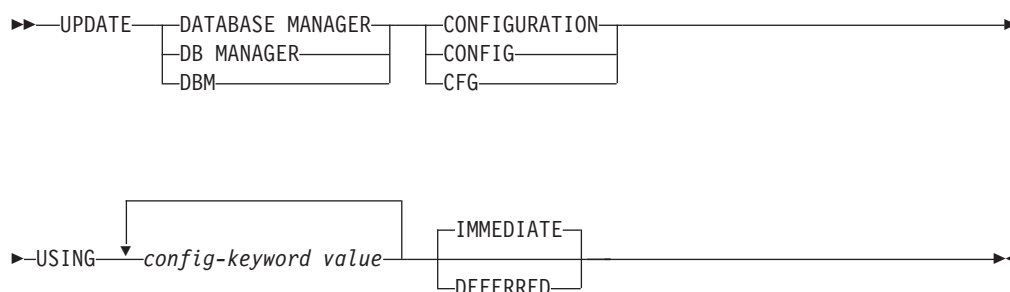 UPDATE DATABASE MANAGER CONFIGURATION
DB MANAGER CONFIG
DBM CFG
IMMEDIATE
USING config-keyword value
DEFERRED